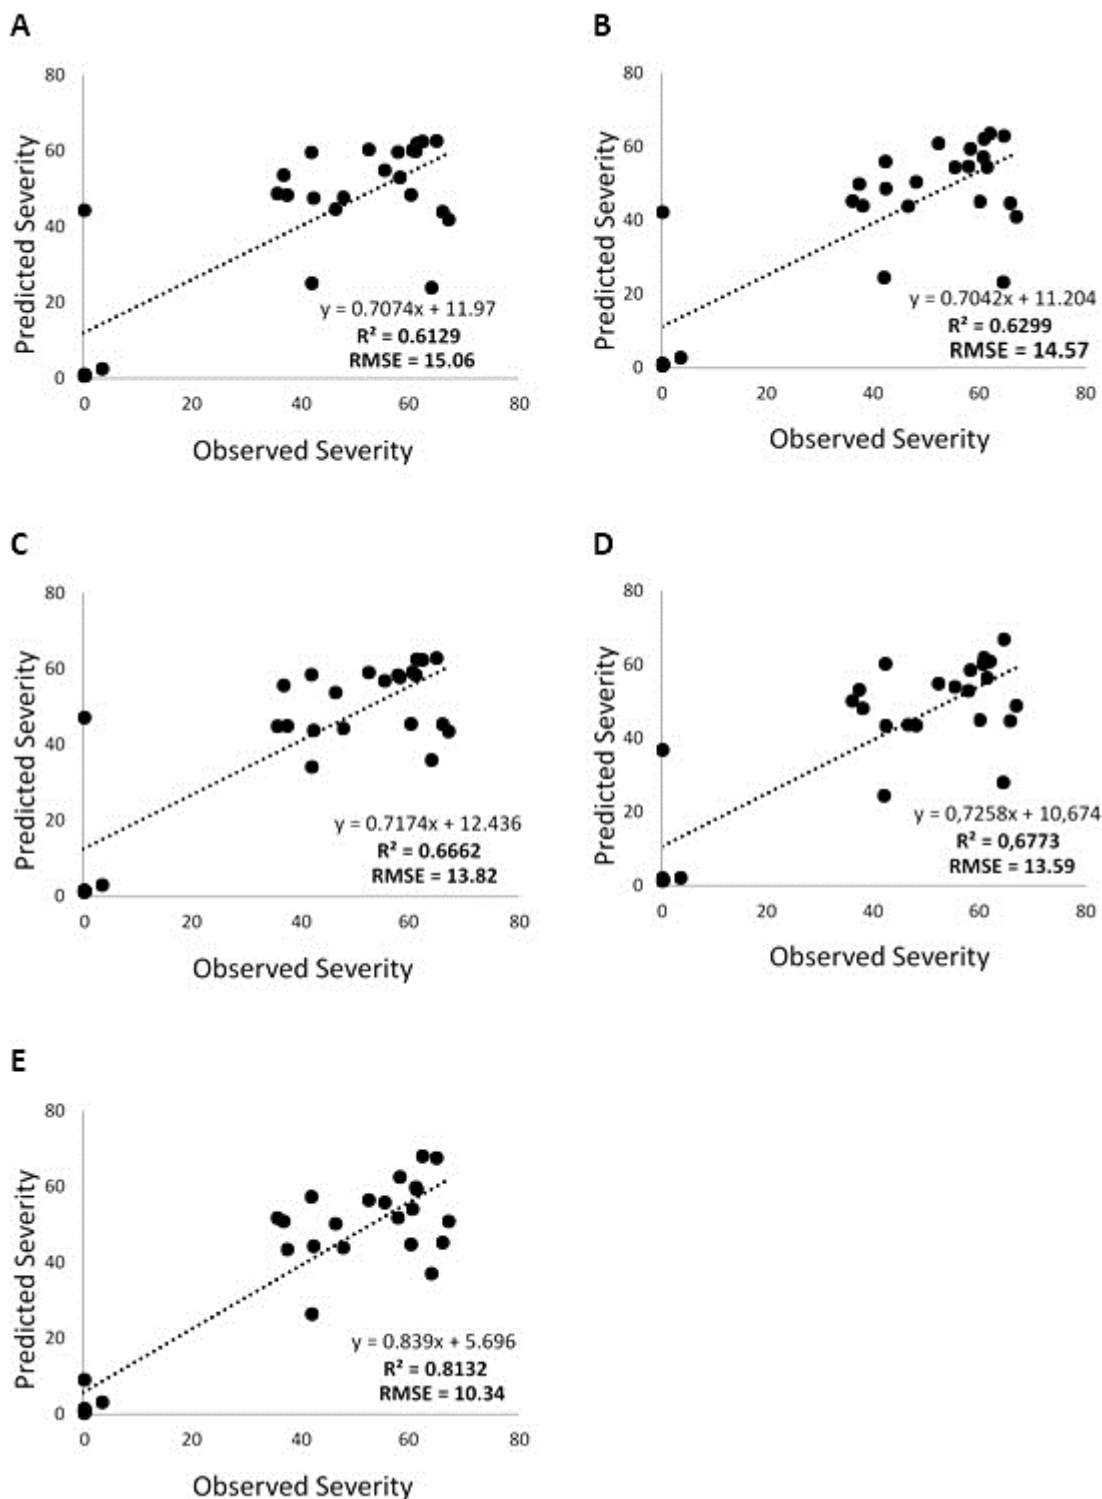 A
80
60
40
20
0
Predicted Severity
y = 0.7074x + 11.97
R² = 0.6129
RMSE = 15.06
0 20 40 60 80
Observed Severity
B
80
60
40
20
0
Predicted Severity
y = 0.7042x + 11.204
R² = 0.6299
RMSE = 14.57
0 20 40 60 80
Observed Severity
C
80
60
40
20
0
Predicted Severity
y = 0.7174x + 12.436
R² = 0.6662
RMSE = 13.82
0 20 40 60 80
Observed Severity
D
80
60
40
20
0
Predicted Severity
y = 0,7258x + 10,674
R² = 0,6773
RMSE = 13.59
0 20 40 60 80
Observed Severity
E
80
60
40
20
0
Predicted Severity
y = 0.839x + 5.696
R² = 0.8132
RMSE = 10.34
0 20 40 60 80
Observed Severity